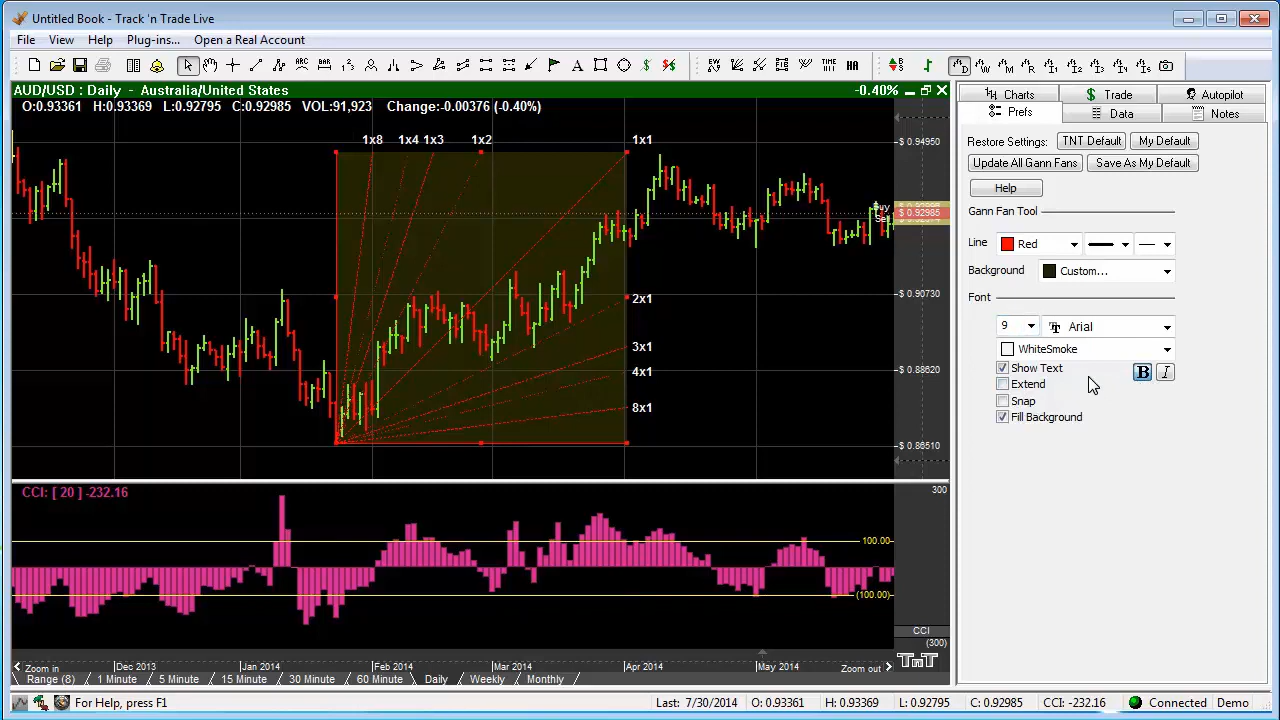 Untitled Book - Track 'n Trade Live
File View Help Plug-ins... Open a Real Account
AUD/USD : Daily - Australia/United States -0.40%
O:0.93361 H:0.93369 L:0.92795 C:0.92985 VOL:91,923 Change:-0.00376 (-0.40%)
1x8 1x4 1x3 1x2 1x1
2x1
3x1
4x1
8x1
$ 0.94950
Buy
$ 0.92985
Sell
$ 0.90730
$ 0.88620
$ 0.86510
CCI: [ 20 ] -232.16
300
100.00
(100.00)
CCI
(300)
Zoom in Dec 2013 Jan 2014 Feb 2014 Mar 2014 Apr 2014 May 2014 Zoom out
TnT
Range (8) 1 Minute 5 Minute 15 Minute 30 Minute 60 Minute Daily Weekly Monthly
Charts Trade Autopilot
Prefs Data Notes
Restore Settings: TNT Default My Default
Update All Gann Fans Save As My Default
Help
Gann Fan Tool
Line Red
Background Custom...
Font
9 Arial
WhiteSmoke
Show Text B I
Extend
Snap
Fill Background
For Help, press F1 Last: 7/30/2014 O: 0.93361 H: 0.93369 L: 0.92795 C: 0.92985 CCI: -232.16 Connected Demo